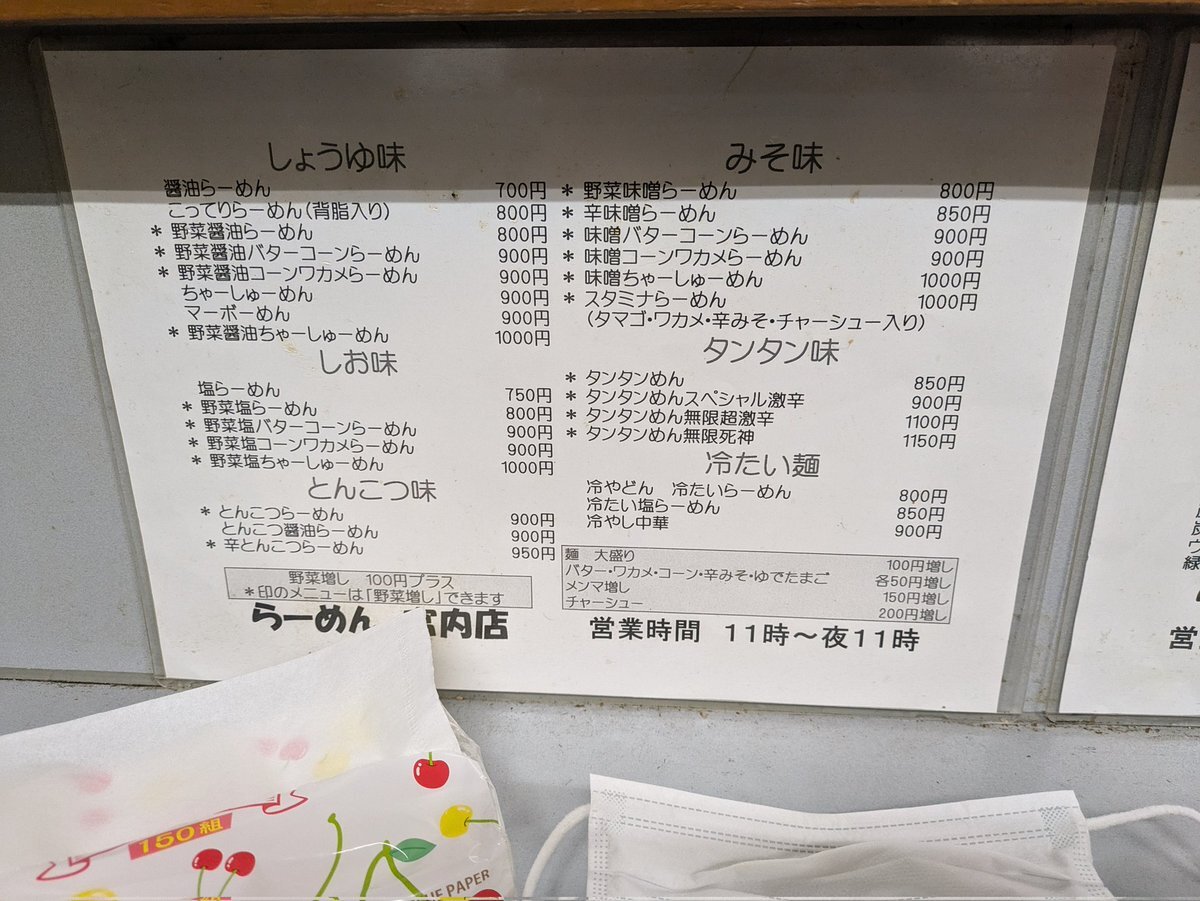 しょうゆ味
醤油らーめん 700円
こってりらーめん(背脂入り) 800円
* 野菜醤油らーめん 800円
* 野菜醤油バターコーンらーめん 900円
* 野菜醤油コーンワカメらーめん 900円
ちゃーしゅーめん 900円
マーボーめん 900円
* 野菜醤油ちゃーしゅーめん 1000円
しお味
塩らーめん 750円
* 野菜塩らーめん 800円
* 野菜塩バターコーンらーめん 900円
* 野菜塩コーンワカメらーめん 900円
* 野菜塩ちゃーしゅーめん 1000円
とんこつ味
* とんこつらーめん 900円
とんこつ醤油らーめん 900円
* 辛とんこつらーめん 950円
野菜増し 100円プラス
*印のメニューは「野菜増し」できます
らーめん 内店
みそ味
* 野菜味噌らーめん 800円
* 辛味噌らーめん 850円
* 味噌バターコーンらーめん 900円
* 味噌コーンワカメらーめん 900円
* 味噌ちゃーしゅーめん 1000円
* スタミナらーめん 1000円
(タマゴ・ワカメ・辛みそ・チャーシュー入り)
タンタン味
* タンタンめん 850円
* タンタンめんスペシャル激辛 900円
* タンタンめん無限超激辛 1100円
* タンタンめん無限死神 1150円
冷たい麺
冷やどん 冷たいらーめん 800円
冷たい塩らーめん 850円
冷やし中華 900円
麺 大盛り 100円増し
バター・ワカメ・コーン・辛みそ・ゆでたまご 各50円増し
メンマ増し 150円増し
チャーシュー 200円増し
営業時間 11時～夜11時
緑
営
150組
PAPER